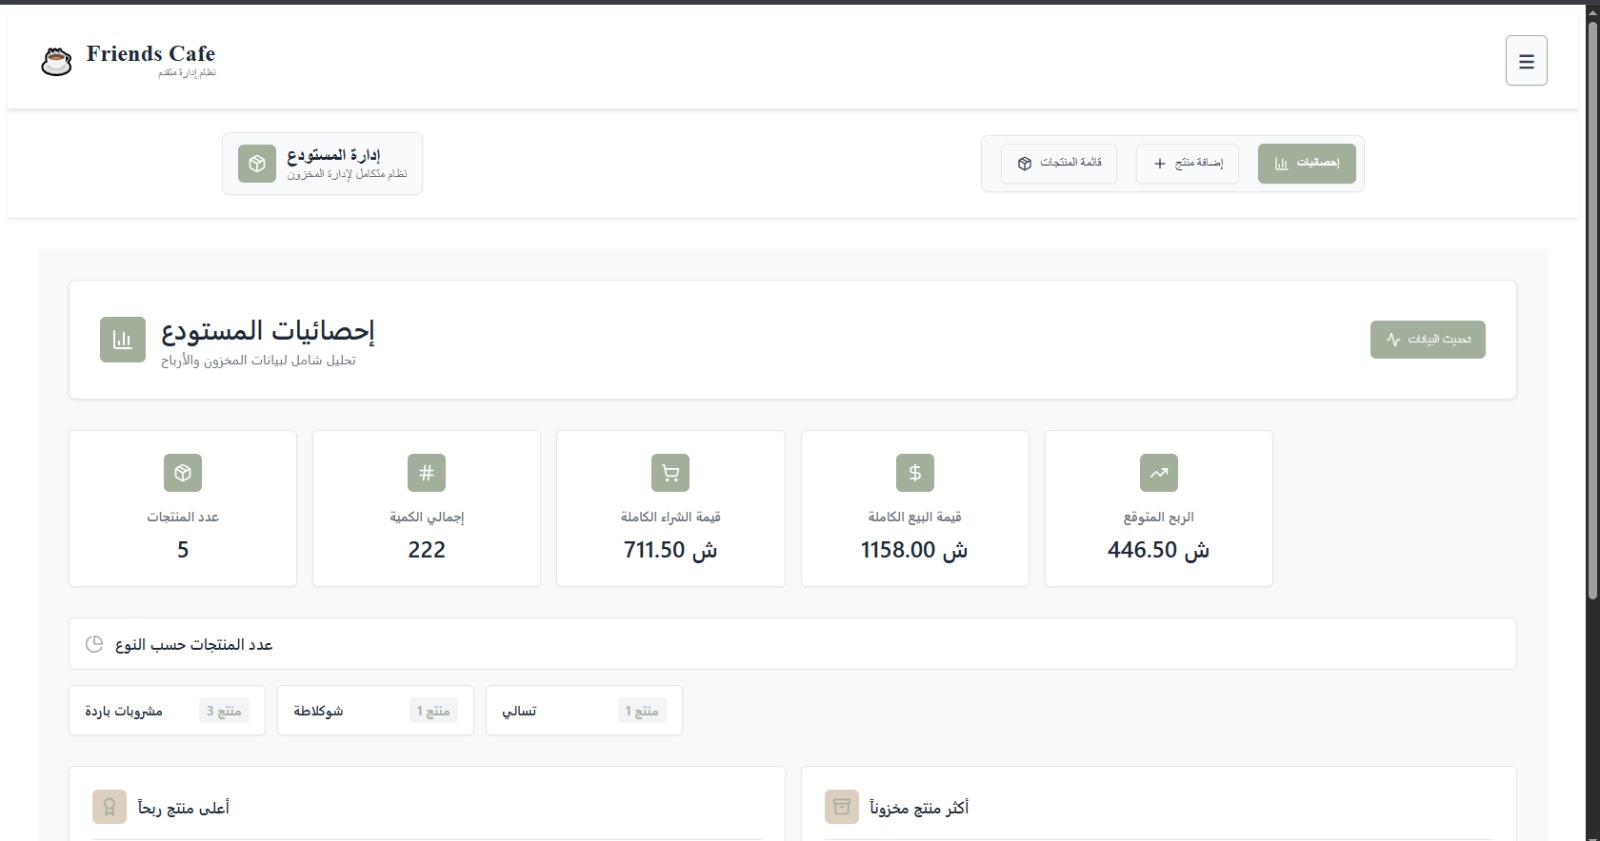 Friends Cafe
نظام إدارة متقدم
إدارة المستودع
نظام متكامل لإدارة المخزون
قائمة المنتجات
إضافة منتج
إحصائيات
إحصائيات المستودع
تحليل شامل لبيانات المخزون والأرباح
تحديث البيانات
عدد المنتجات
5
إجمالي الكمية
222
قيمة الشراء الكاملة
711.50 ش
قيمة البيع الكاملة
1158.00 ش
الربح المتوقع
446.50 ش
عدد المنتجات حسب النوع
مشروبات باردة
3 منتج
شوكلاطة
1 منتج
تسالي
1 منتج
أعلى منتج ربحاً
أكثر منتج مخزوناً